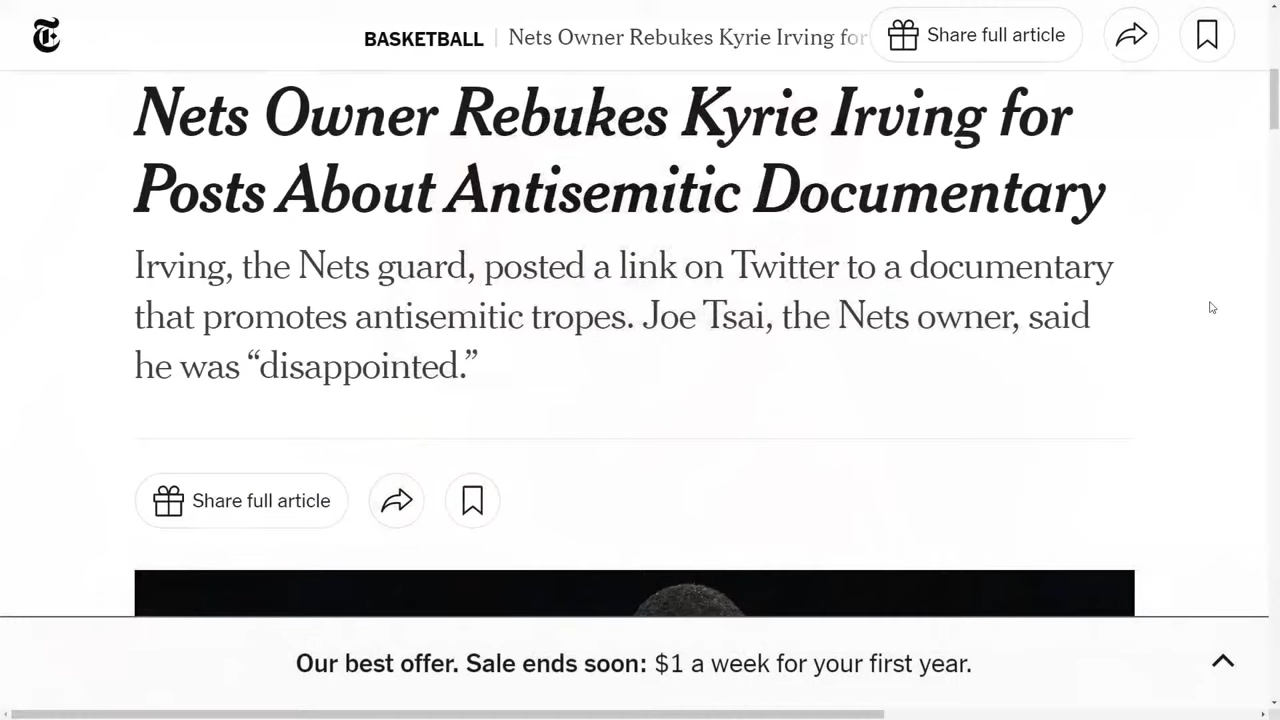 BASKETBALL | Nets Owner Rebukes Kyrie Irving for
Share full article
Nets Owner Rebukes Kyrie Irving for
Posts About Antisemitic Documentary
Irving, the Nets guard, posted a link on Twitter to a documentary
that promotes antisemitic tropes. Joe Tsai, the Nets owner, said
he was “disappointed.”
Share full article
Our best offer. Sale ends soon: $1 a week for your first year.